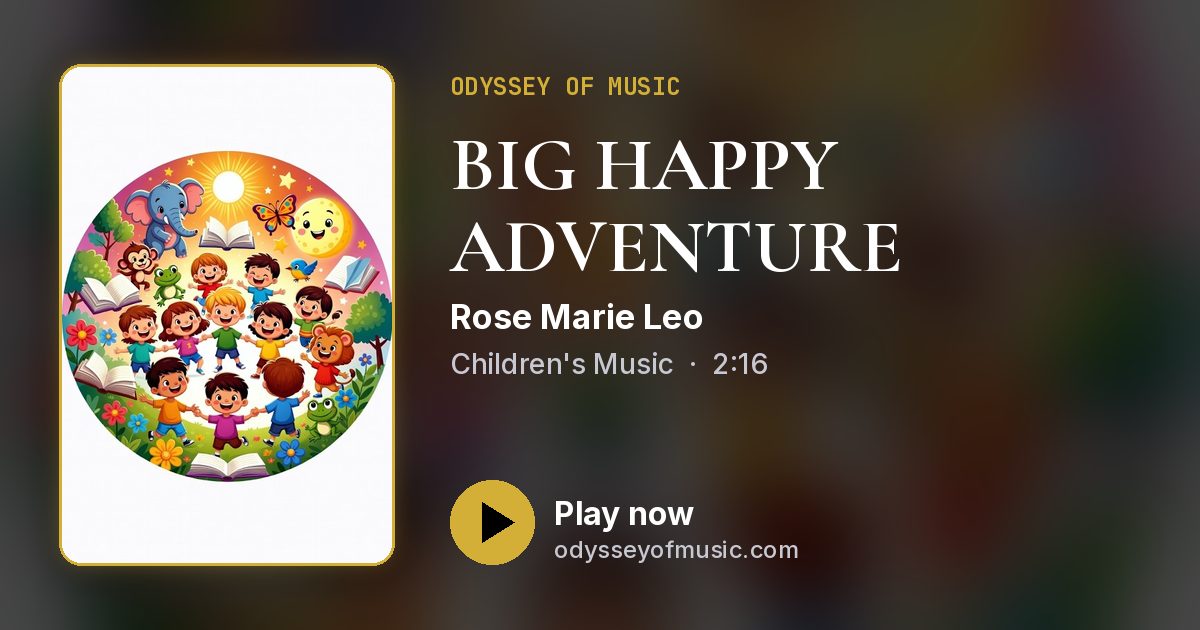 ODYSSEY OF MUSIC
BIG HAPPY
ADVENTURE
Rose Marie Leo
Children's Music · 2:16
Play now
odysseyofmusic.com